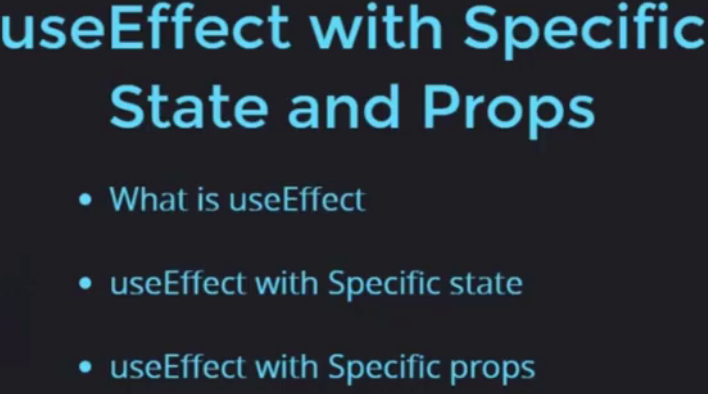 useEffect with Specific
State and Props
• What is useEffect
• useEffect with Specific state
• useEffect with Specific props